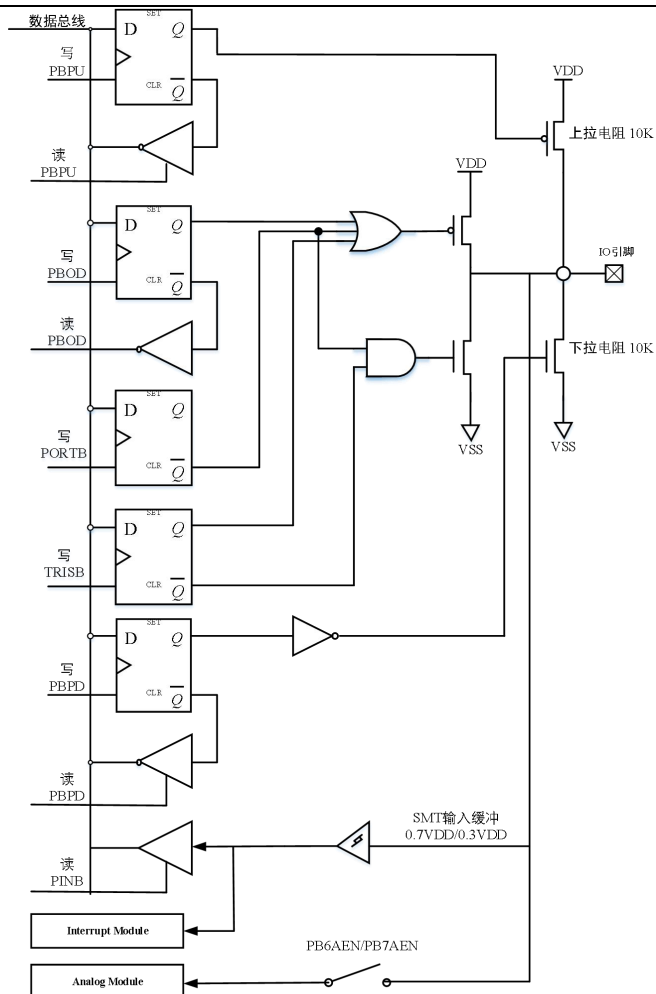 数据总线
SET
D Q
写
PBPU
CLR Q
VDD
上拉电阻 10K
读
PBPU
VDD
SET
D Q
写
PBOD
CLR Q
IO引脚
读
PBOD
下拉电阻 10K
SET
D Q
写
PORTB
CLR Q
VSS
VSS
SET
D Q
写
TRISB
CLR Q
SET
D Q
写
PBPD
CLR Q
读
PBPD
SMT输入缓冲
0.7VDD/0.3VDD
读
PINB
Interrupt Module
PB6AEN/PB7AEN
Analog Module